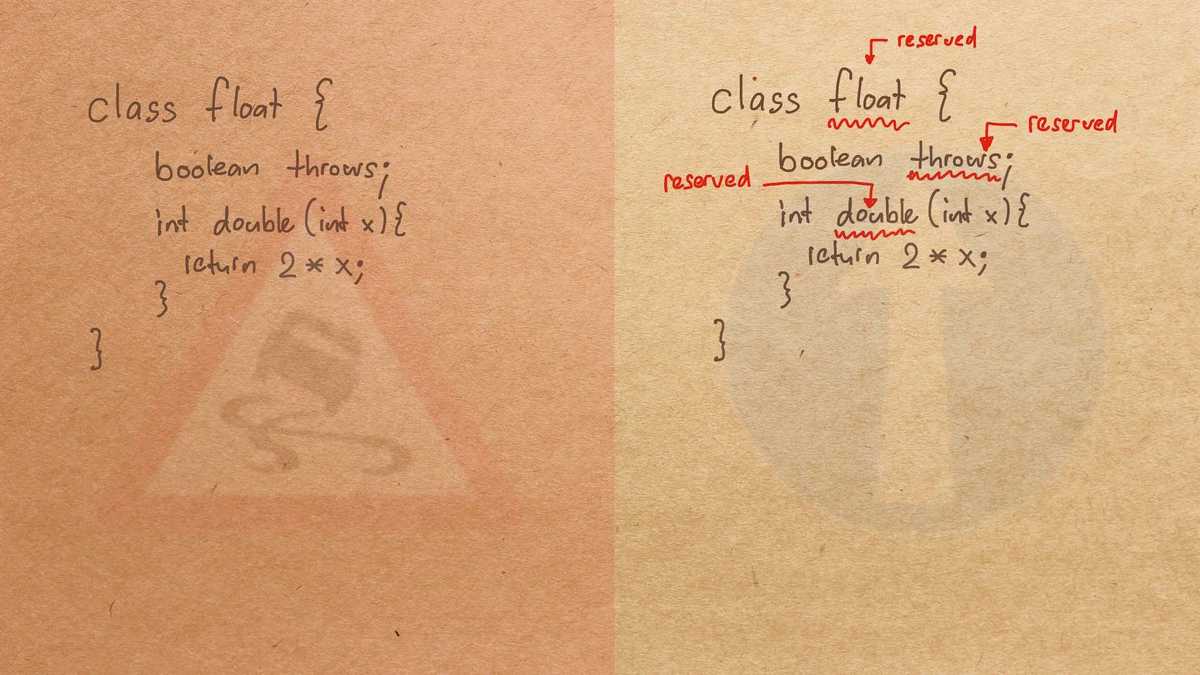 class float {
boolean throws;
int double (int x){
return 2 * x;
}
}
reserved
class float {
reserved
boolean throws;
reserved
int double (int x){
return 2 * x;
}
}